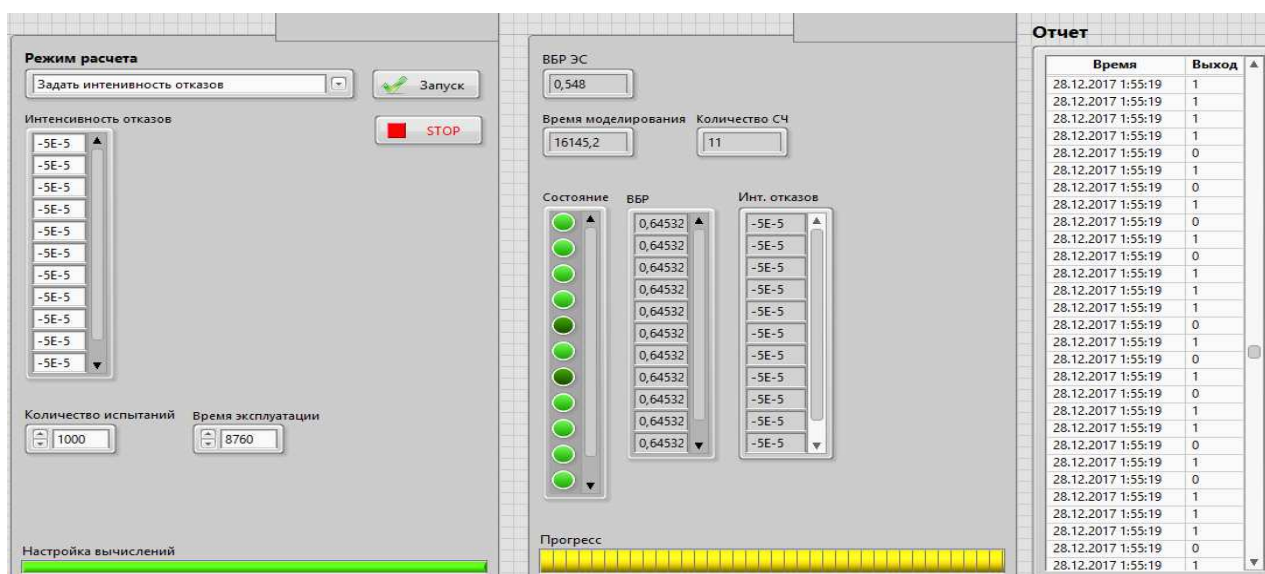 Режим расчета
Задать интенивность отказов
Запуск
STOP
Интенсивность отказов
-5E-5
-5E-5
-5E-5
-5E-5
-5E-5
-5E-5
-5E-5
-5E-5
-5E-5
-5E-5
-5E-5
Количество испытаний Время эксплуатации
1000 8760
Настройка вычислений
ВБР ЭС
0,548
Время моделирования Количество СЧ
16145,2 11
Состояние ВБР Инт. отказов
0,64532 -5E-5
0,64532 -5E-5
0,64532 -5E-5
0,64532 -5E-5
0,64532 -5E-5
0,64532 -5E-5
0,64532 -5E-5
0,64532 -5E-5
0,64532 -5E-5
0,64532 -5E-5
0,64532 -5E-5
Прогресс
Отчет
Время Выход
28.12.2017 1:55:19 1
28.12.2017 1:55:19 1
28.12.2017 1:55:19 1
28.12.2017 1:55:19 1
28.12.2017 1:55:19 0
28.12.2017 1:55:19 1
28.12.2017 1:55:19 0
28.12.2017 1:55:19 1
28.12.2017 1:55:19 0
28.12.2017 1:55:19 1
28.12.2017 1:55:19 0
28.12.2017 1:55:19 1
28.12.2017 1:55:19 1
28.12.2017 1:55:19 1
28.12.2017 1:55:19 0
28.12.2017 1:55:19 1
28.12.2017 1:55:19 0
28.12.2017 1:55:19 1
28.12.2017 1:55:19 0
28.12.2017 1:55:19 1
28.12.2017 1:55:19 1
28.12.2017 1:55:19 0
28.12.2017 1:55:19 1
28.12.2017 1:55:19 0
28.12.2017 1:55:19 1
28.12.2017 1:55:19 1
28.12.2017 1:55:19 1
28.12.2017 1:55:19 0
28.12.2017 1:55:19 1